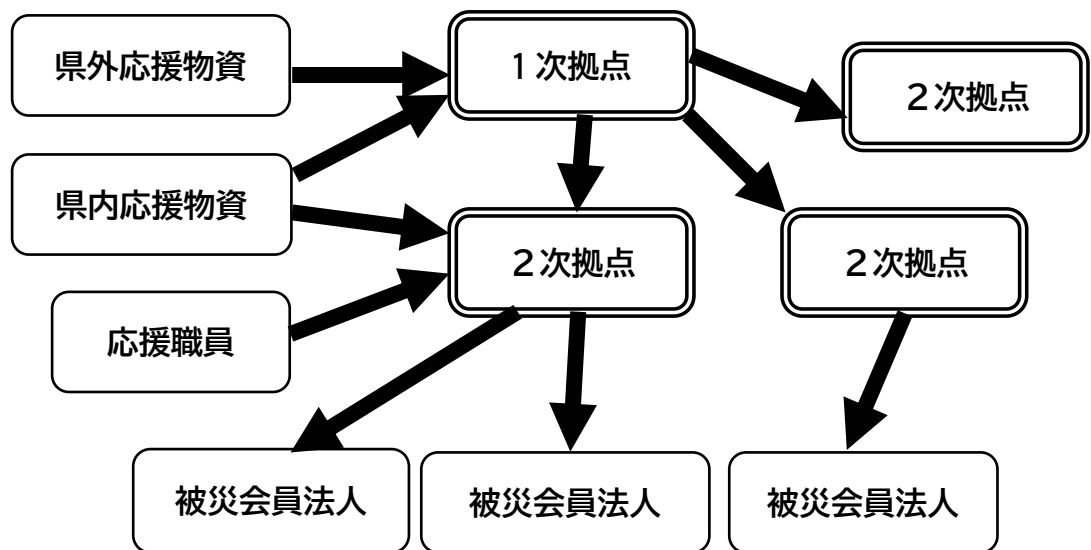 県外応援物資
１次拠点
２次拠点
県内応援物資
２次拠点
２次拠点
応援職員
被災会員法人
被災会員法人
被災会員法人